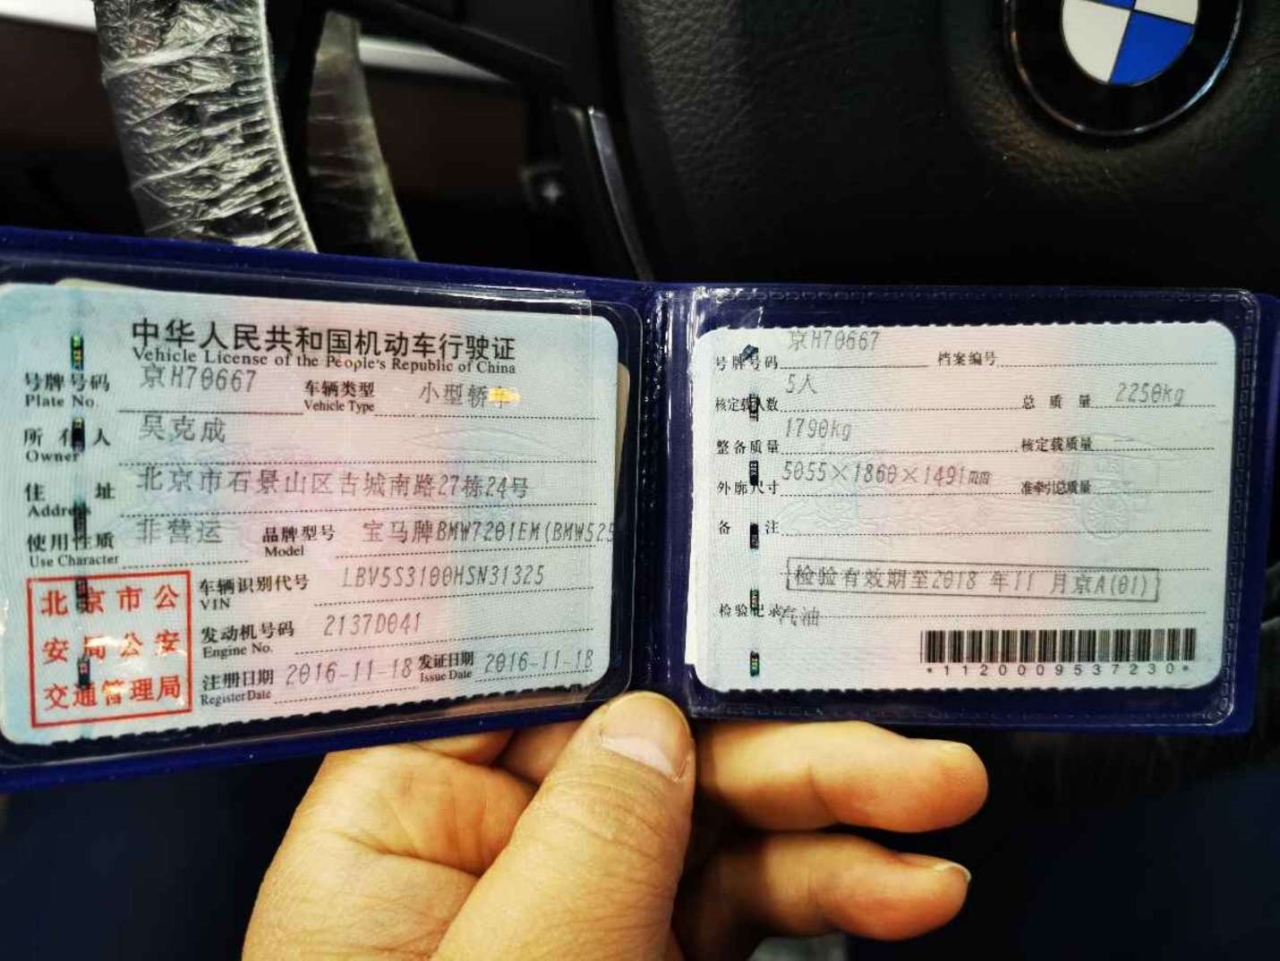 中华人民共和国机动车行驶证
Vehicle License of the People's Republic of China
号牌号码 京H70667 车辆类型 小型轿车
Plate No. Vehicle Type
所有人 吴克成
Owner
住址 北京市石景山区古城南路27栋24号
Address
使用性质 非营运 品牌型号 宝马牌BMW7201EM(BMW525
Use Character Model
北京市公
安局公安
交通管理局
车辆识别代号 LBV5S3100HSN31325
VIN
发动机号码 2137D041
Engine No.
注册日期 2016-11-18 发证日期 2016-11-18
Register Date Issue Date
号牌号码 京H70667 档案编号
核定载人数 5人 总质量 2250kg
整备质量 1790kg 核定载质量
外廓尺寸 5055×1860×1491mm 准牵引总质量
备注
检验有效期至2018年11月京A(01)
检验记录 汽油
*1120009537230*